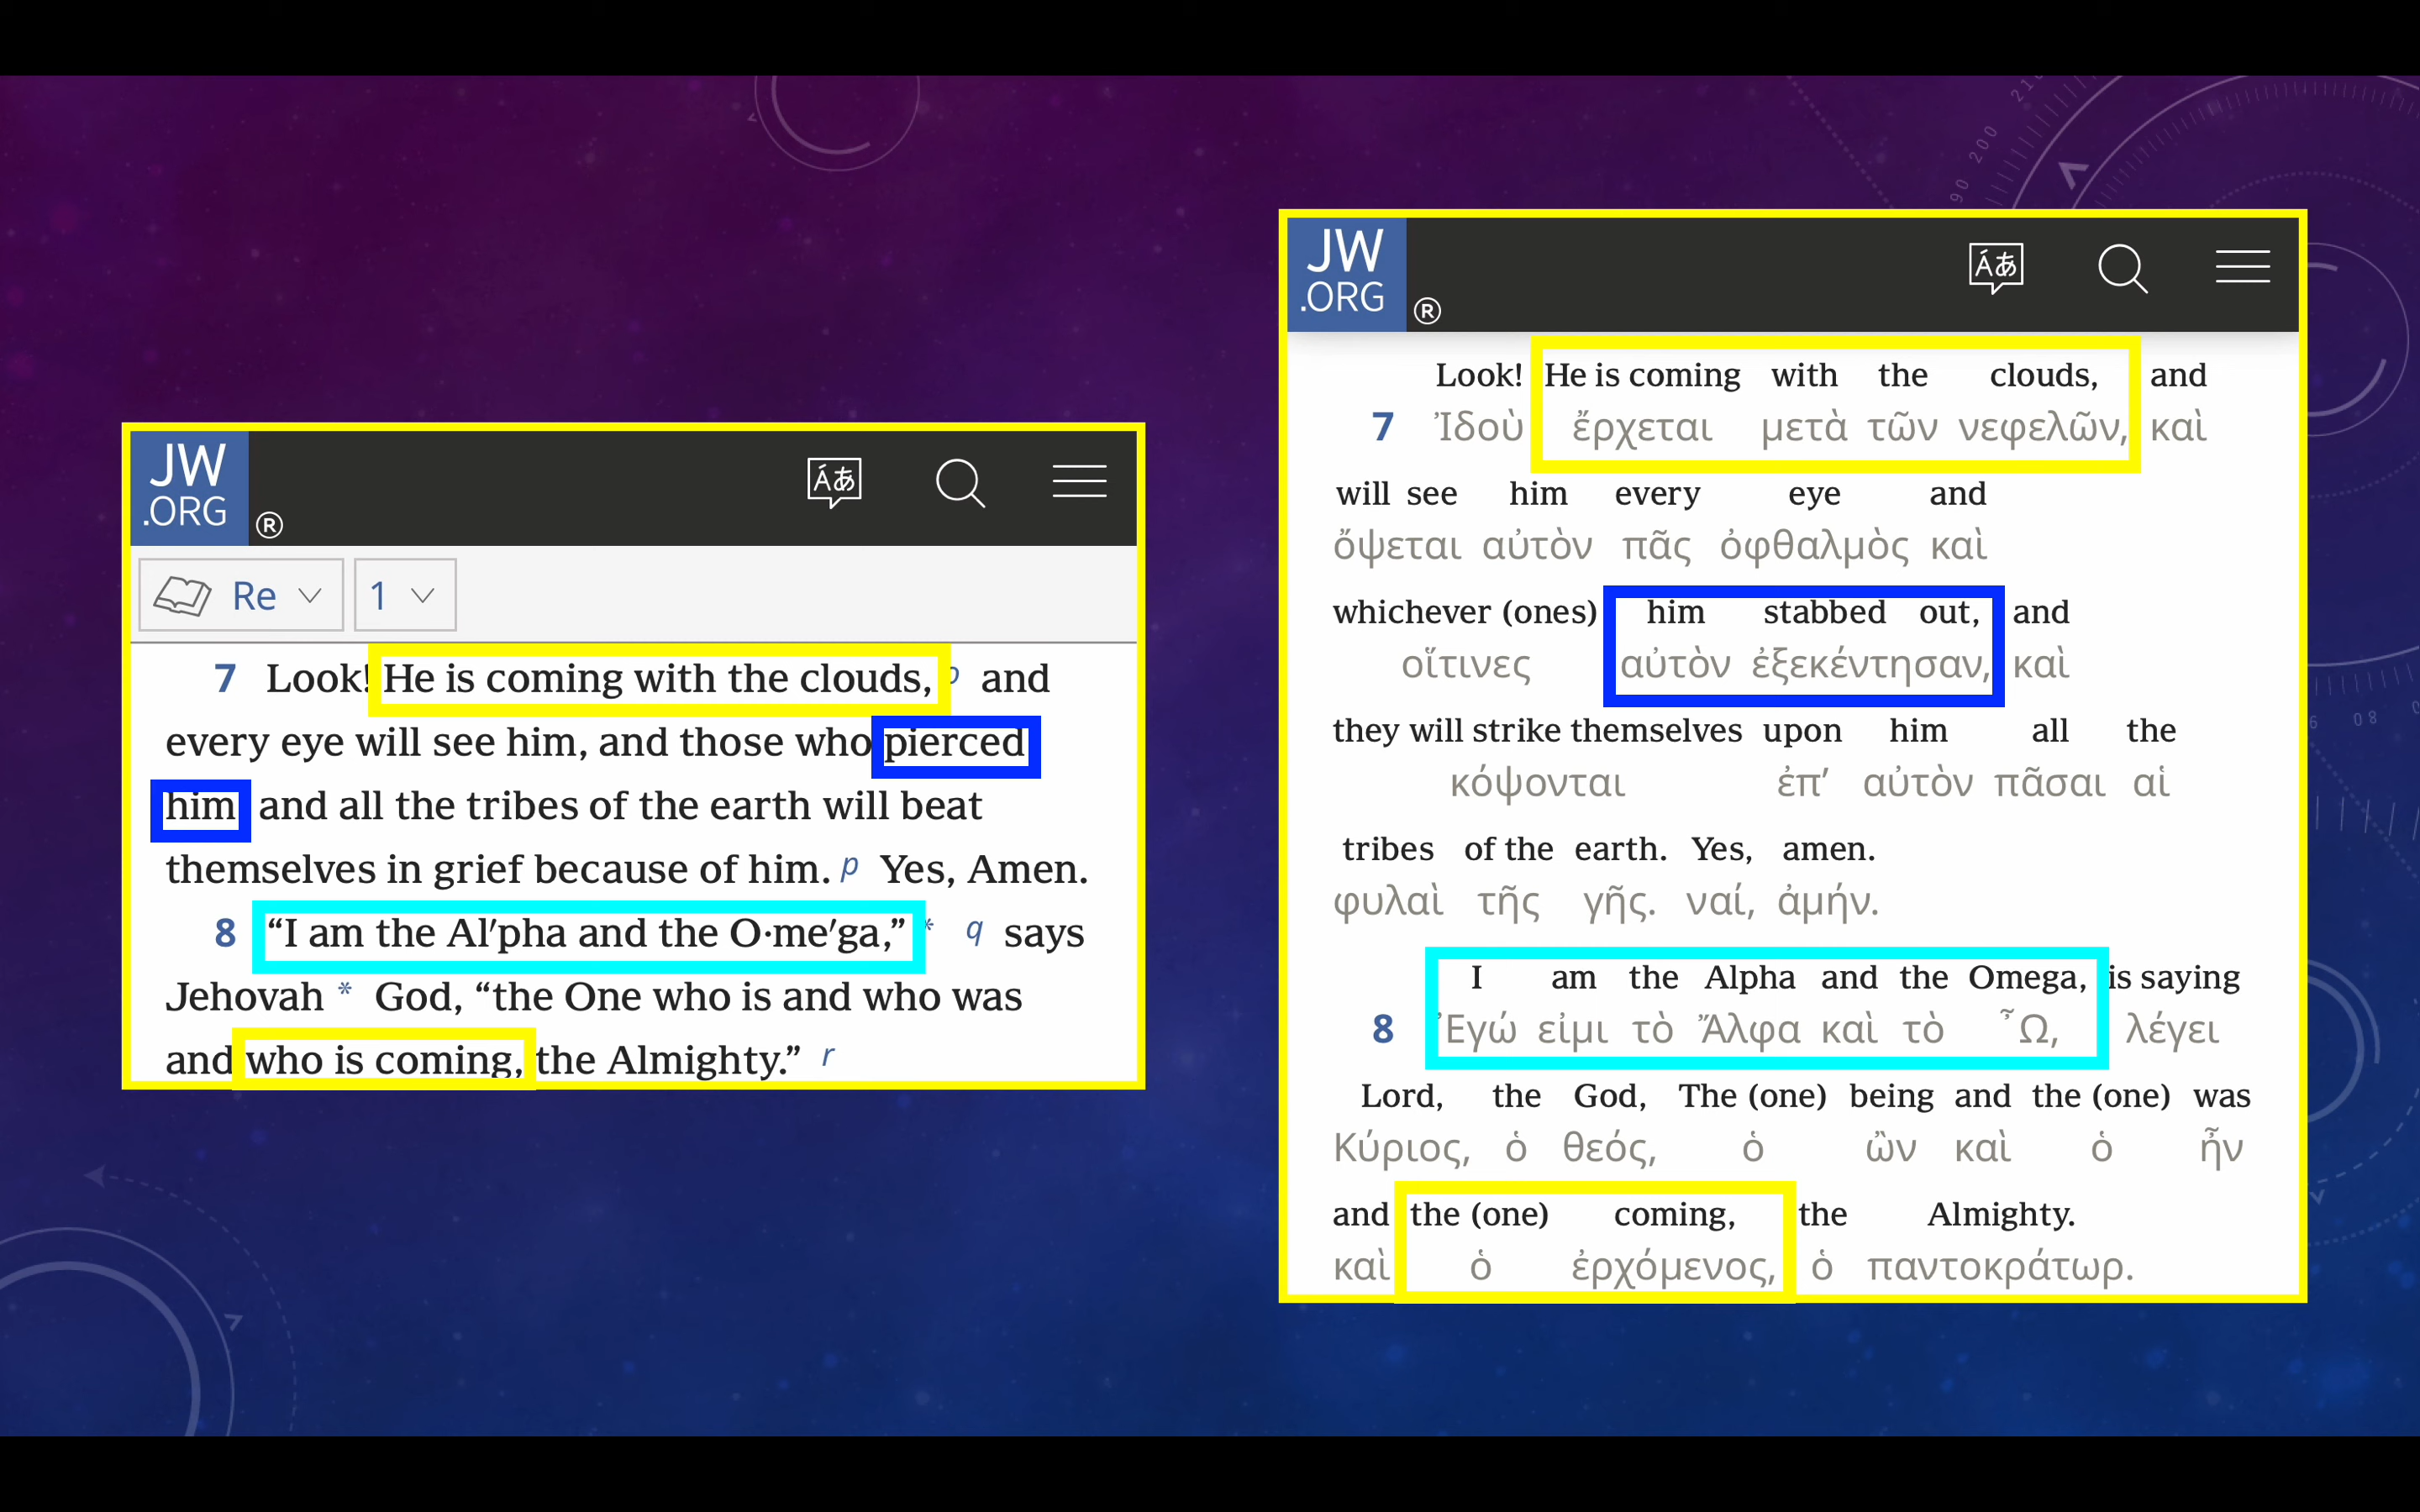 JW
.ORG
®
Áあ
Re
1
7 Look! He is coming with the clouds, and
every eye will see him, and those who pierced
him and all the tribes of the earth will beat
themselves in grief because of him. p Yes, Amen.
8 “I am the Al′pha and the O·me′ga,” * q says
Jehovah * God, “the One who is and who was
and who is coming, the Almighty.” r
JW
.ORG
®
Áあ
Look! He is coming with the clouds, and
7 Ἰδοὺ ἔρχεται μετὰ τῶν νεφελῶν, καὶ
will see him every eye and
ὄψεται αὐτὸν πᾶς ὀφθαλμὸς καὶ
whichever (ones) him stabbed out, and
οἵτινες αὐτὸν ἐξεκέντησαν, καὶ
they will strike themselves upon him all the
κόψονται ἐπ’ αὐτὸν πᾶσαι αἱ
tribes of the earth. Yes, amen.
φυλαὶ τῆς γῆς. ναί, ἀμήν.
I am the Alpha and the Omega, is saying
8 Ἐγώ εἰμι τὸ Ἄλφα καὶ τὸ ῏Ω, λέγει
Lord, the God, The (one) being and the (one) was
Κύριος, ὁ θεός, ὁ ὢν καὶ ὁ ἦν
and the (one) coming, the Almighty.
καὶ ὁ ἐρχόμενος, ὁ παντοκράτωρ.